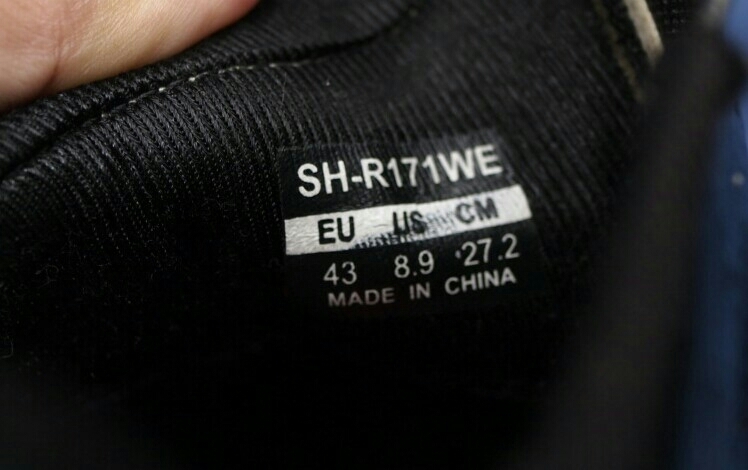 SH-R171WE
EU US CM
43 8.9 27.2
MADE IN CHINA